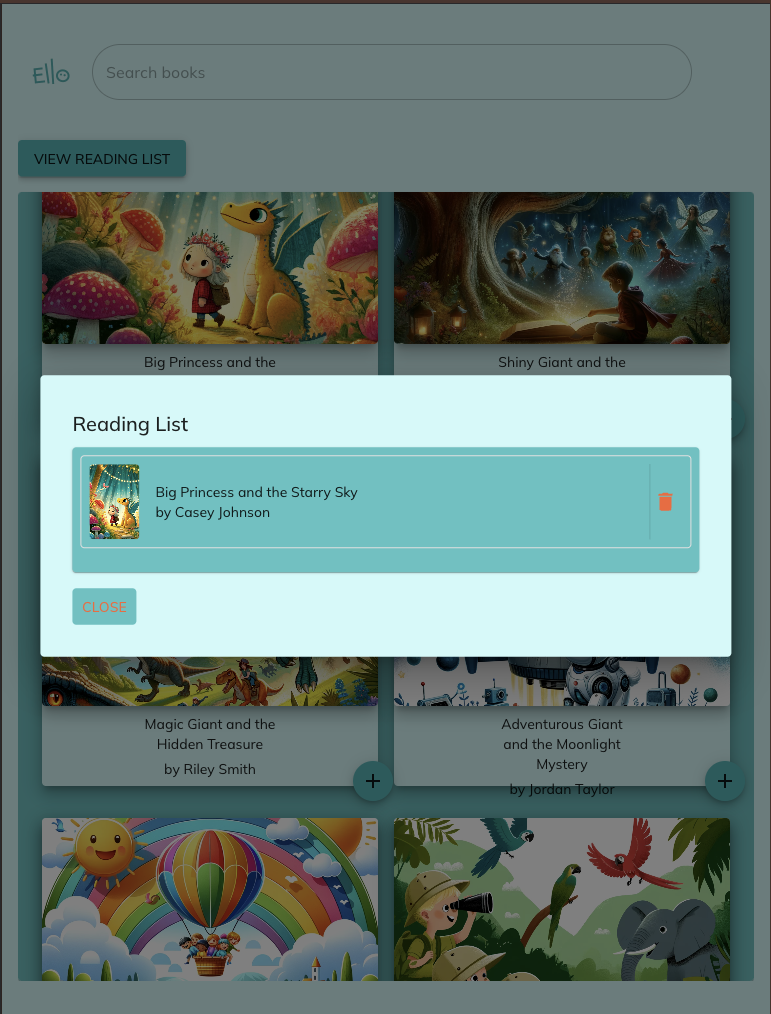 Ello
Search books
VIEW READING LIST
Big Princess and the
Shiny Giant and the
Reading List
Big Princess and the Starry Sky
by Casey Johnson
CLOSE
Magic Giant and the
Hidden Treasure
by Riley Smith
Adventurous Giant
and the Moonlight
Mystery
by Jordan Taylor